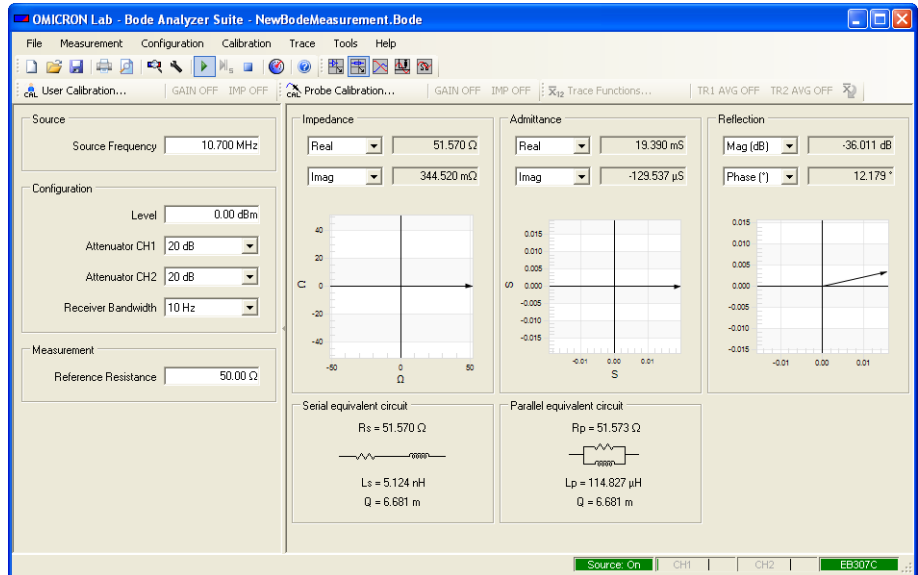 OMICRON Lab - Bode Analyzer Suite - NewBodeMeasurement.Bode
File Measurement Configuration Calibration Trace Tools Help
CAL User Calibration... GAIN OFF IMP OFF CAL Probe Calibration... GAIN OFF IMP OFF X12 Trace Functions... TR1 AVG OFF TR2 AVG OFF
Source
Source Frequency 10.700 MHz
Configuration
Level 0.00 dBm
Attenuator CH1 20 dB
Attenuator CH2 20 dB
Receiver Bandwidth 10 Hz
Measurement
Reference Resistance 50.00 Ω
Impedance
Real 51.570 Ω
Imag 344.520 mΩ
40
20
Ω 0
-20
-40
-50 0 50
Ω
Admittance
Real 19.390 mS
Imag -129.537 µS
0.015
0.010
0.005
S 0.000
-0.005
-0.010
-0.015
-0.01 0.00 0.01
S
Reflection
Mag (dB) -36.011 dB
Phase (°) 12.179 °
0.015
0.010
0.005
0.000
-0.005
-0.010
-0.015
-0.01 0.00 0.01
Serial equivalent circuit
Rs = 51.570 Ω
Ls = 5.124 nH
Q = 6.681 m
Parallel equivalent circuit
Rp = 51.573 Ω
Lp = 114.827 µH
Q = 6.681 m
Source: On CH1 CH2 EB307C